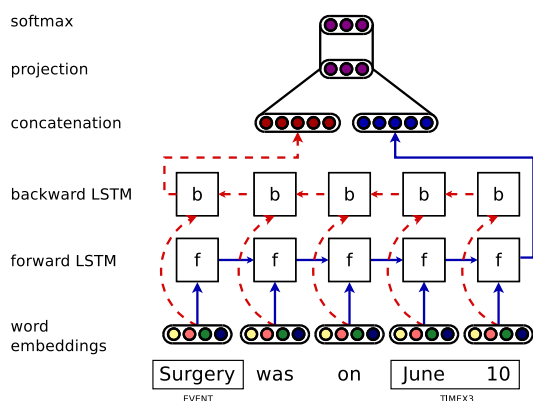 softmax
projection
concatenation
backward LSTM b b b b b
forward LSTM f f f f f
word
embeddings
Surgery was on June 10
EVENT TIMEX3